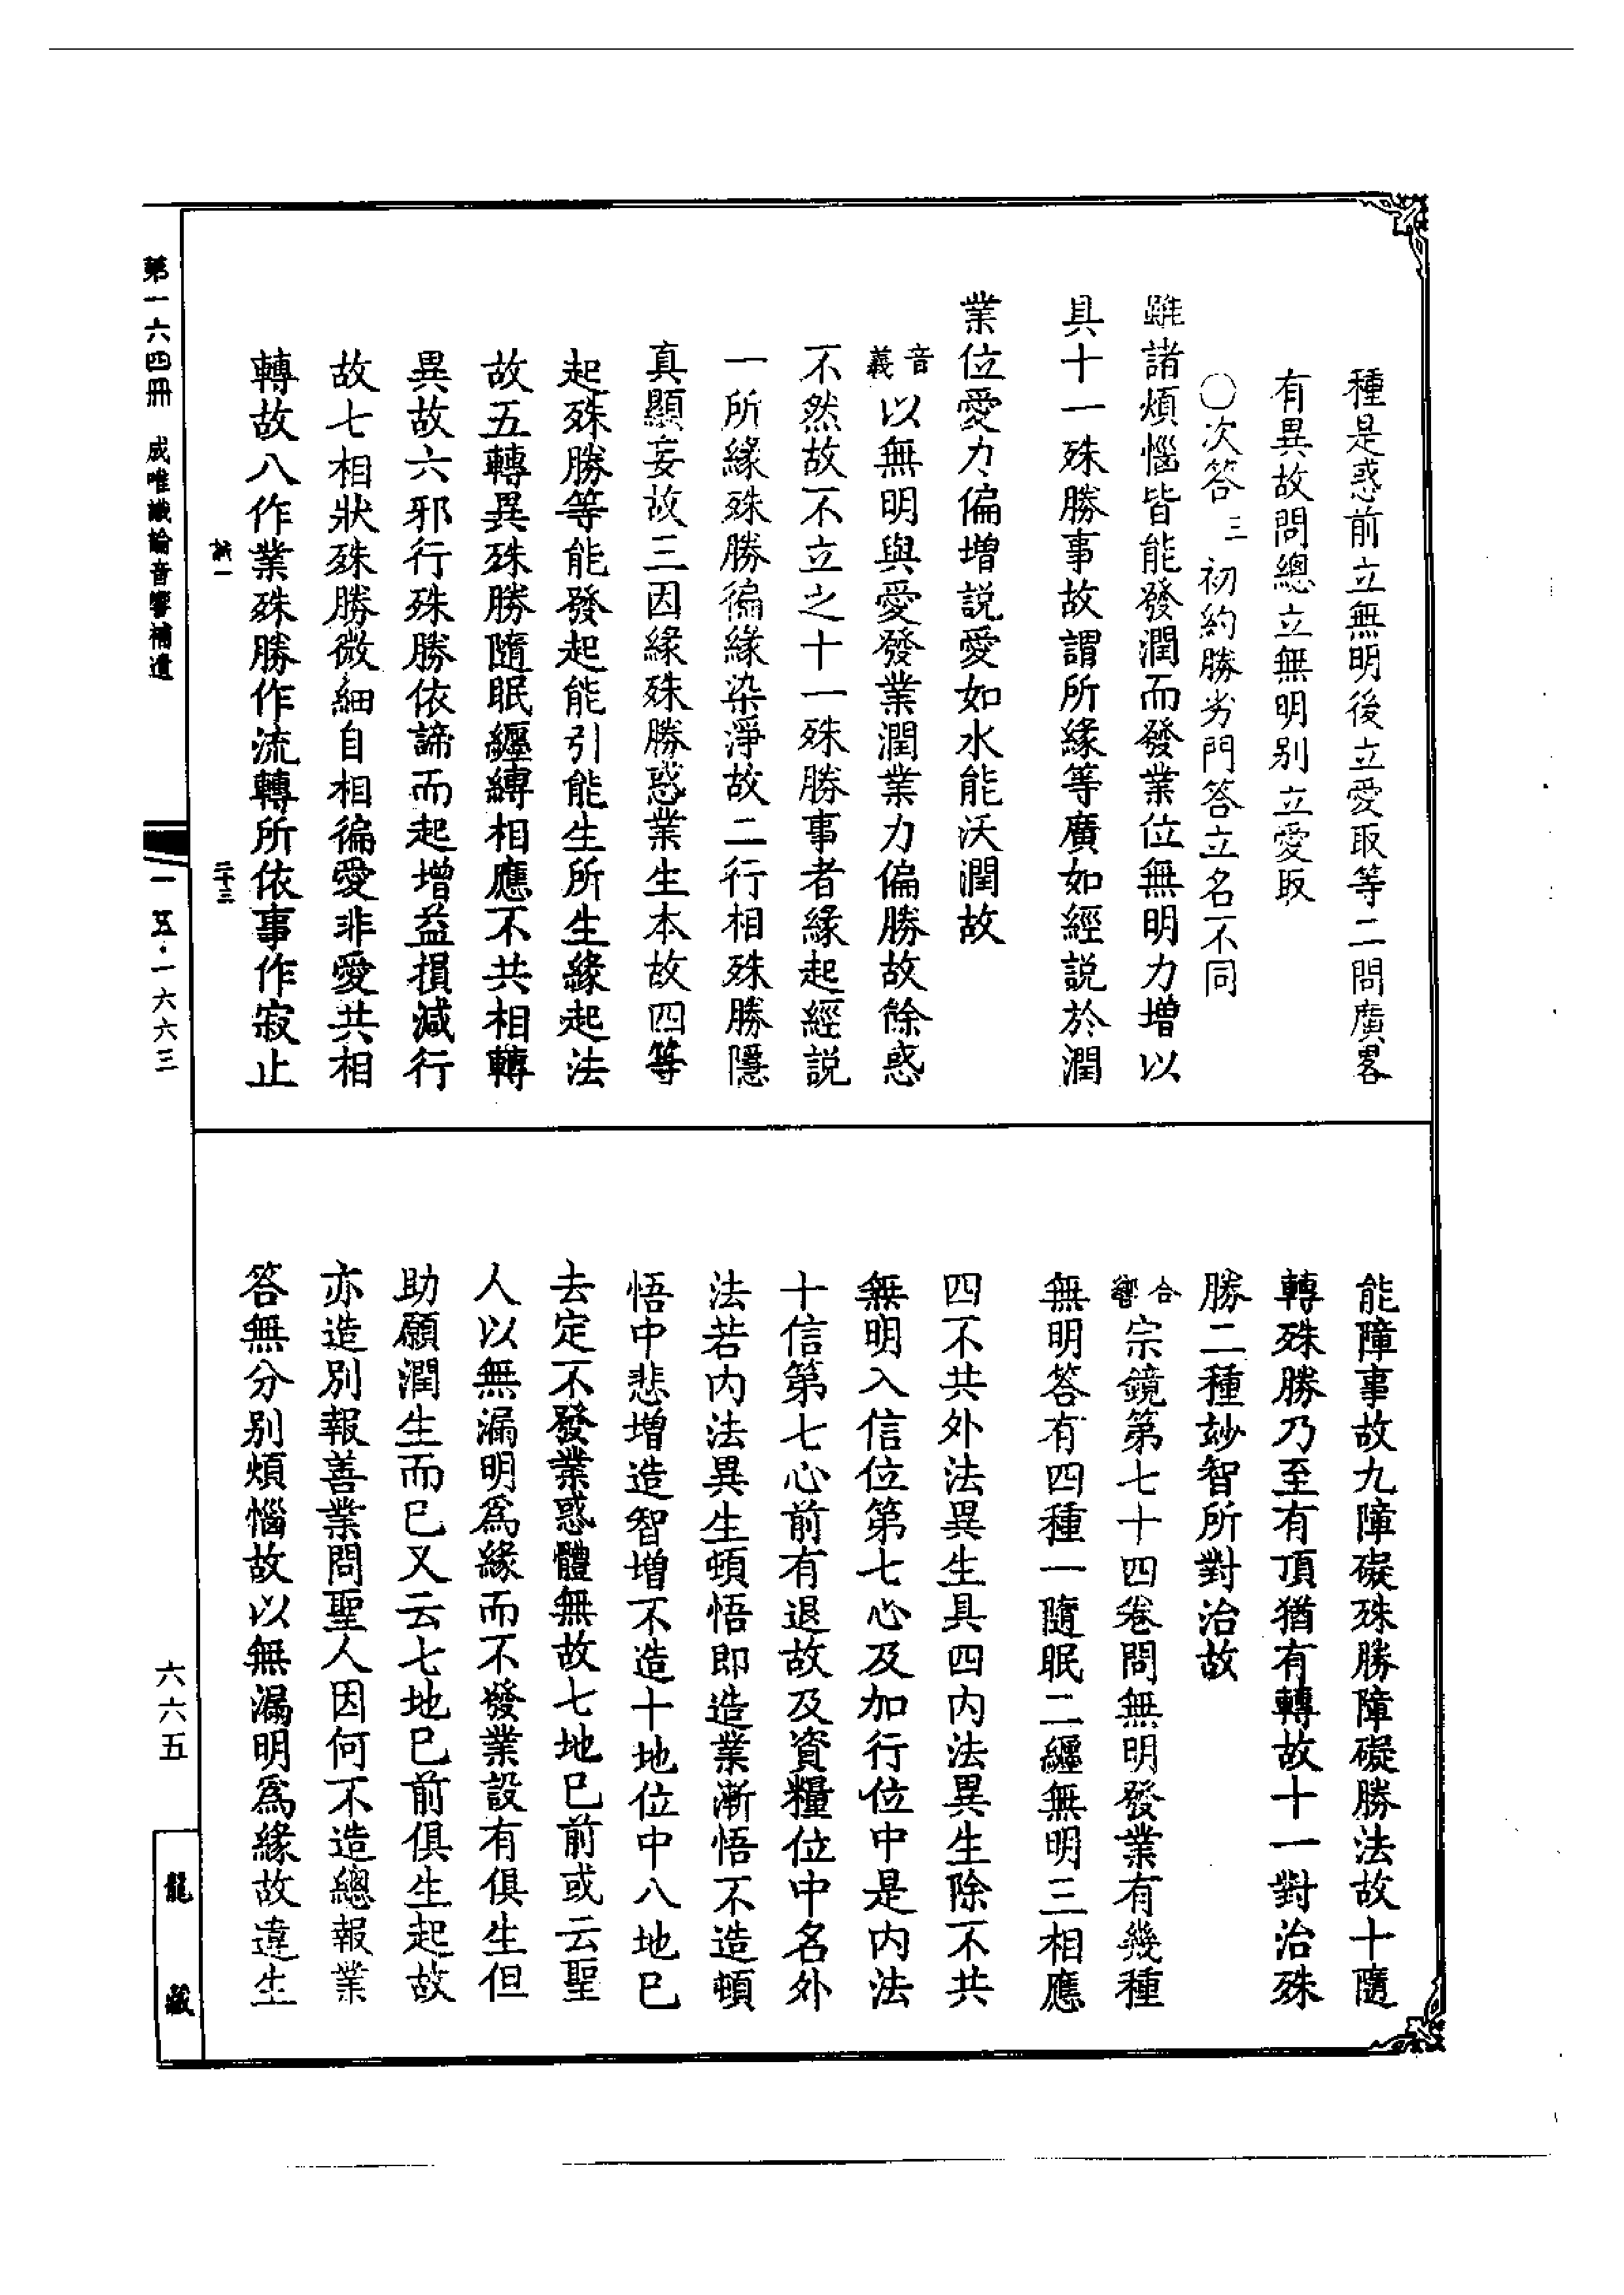 種是惑前立無明後立愛取等二問廣畧
有異故問總立無明別立愛取
○次答三 初約勝劣門答立名不同
雖諸煩惱皆能發潤而發業位無明力增以
具十一殊勝事故謂所緣等廣如經說於潤
業位愛力偏增說愛如水能沃潤故
音義 以無明與愛發業潤業力偏勝故餘惑
不然故不立之十一殊勝事者緣起經說
一所緣殊勝徧緣染淨故二行相殊勝隱
真顯妄故三因緣殊勝惑業生本故四等
起殊勝等能發起能引能生所生緣起法
故五轉異殊勝隨眠纏縛相應不共相轉
異故六邪行殊勝依諦而起增益損減行
故七相狀殊勝微細自相徧愛非愛共相
轉故八作業殊勝作流轉所依事作寂止
能障事故九障礙殊勝障礙勝法故十隨
轉殊勝乃至有頂猶有轉故十一對治殊
勝二種妙智所對治故
合響 宗鏡第七十四卷問無明發業有幾種
無明答有四種一隨眠二纏無明三相應
四不共外法異生具四內法異生除不共
無明入信位第七心及加行位中是內法
十信第七心前有退故及資糧位中名外
法若內法異生頓悟即造業漸悟不造頓
悟中悲增造智增不造十地位中八地已
去定不發業惑體無故七地已前或云聖
人以無漏明為緣而不發業設有俱生但
助願潤生而已又云七地已前俱生起故
亦造別報善業問聖人因何不造總報業
答無分別煩惱故以無漏明為緣故違生
第一六四冊 成唯識論音響補遺
一五·一六六三
六六五
龍藏
二十三